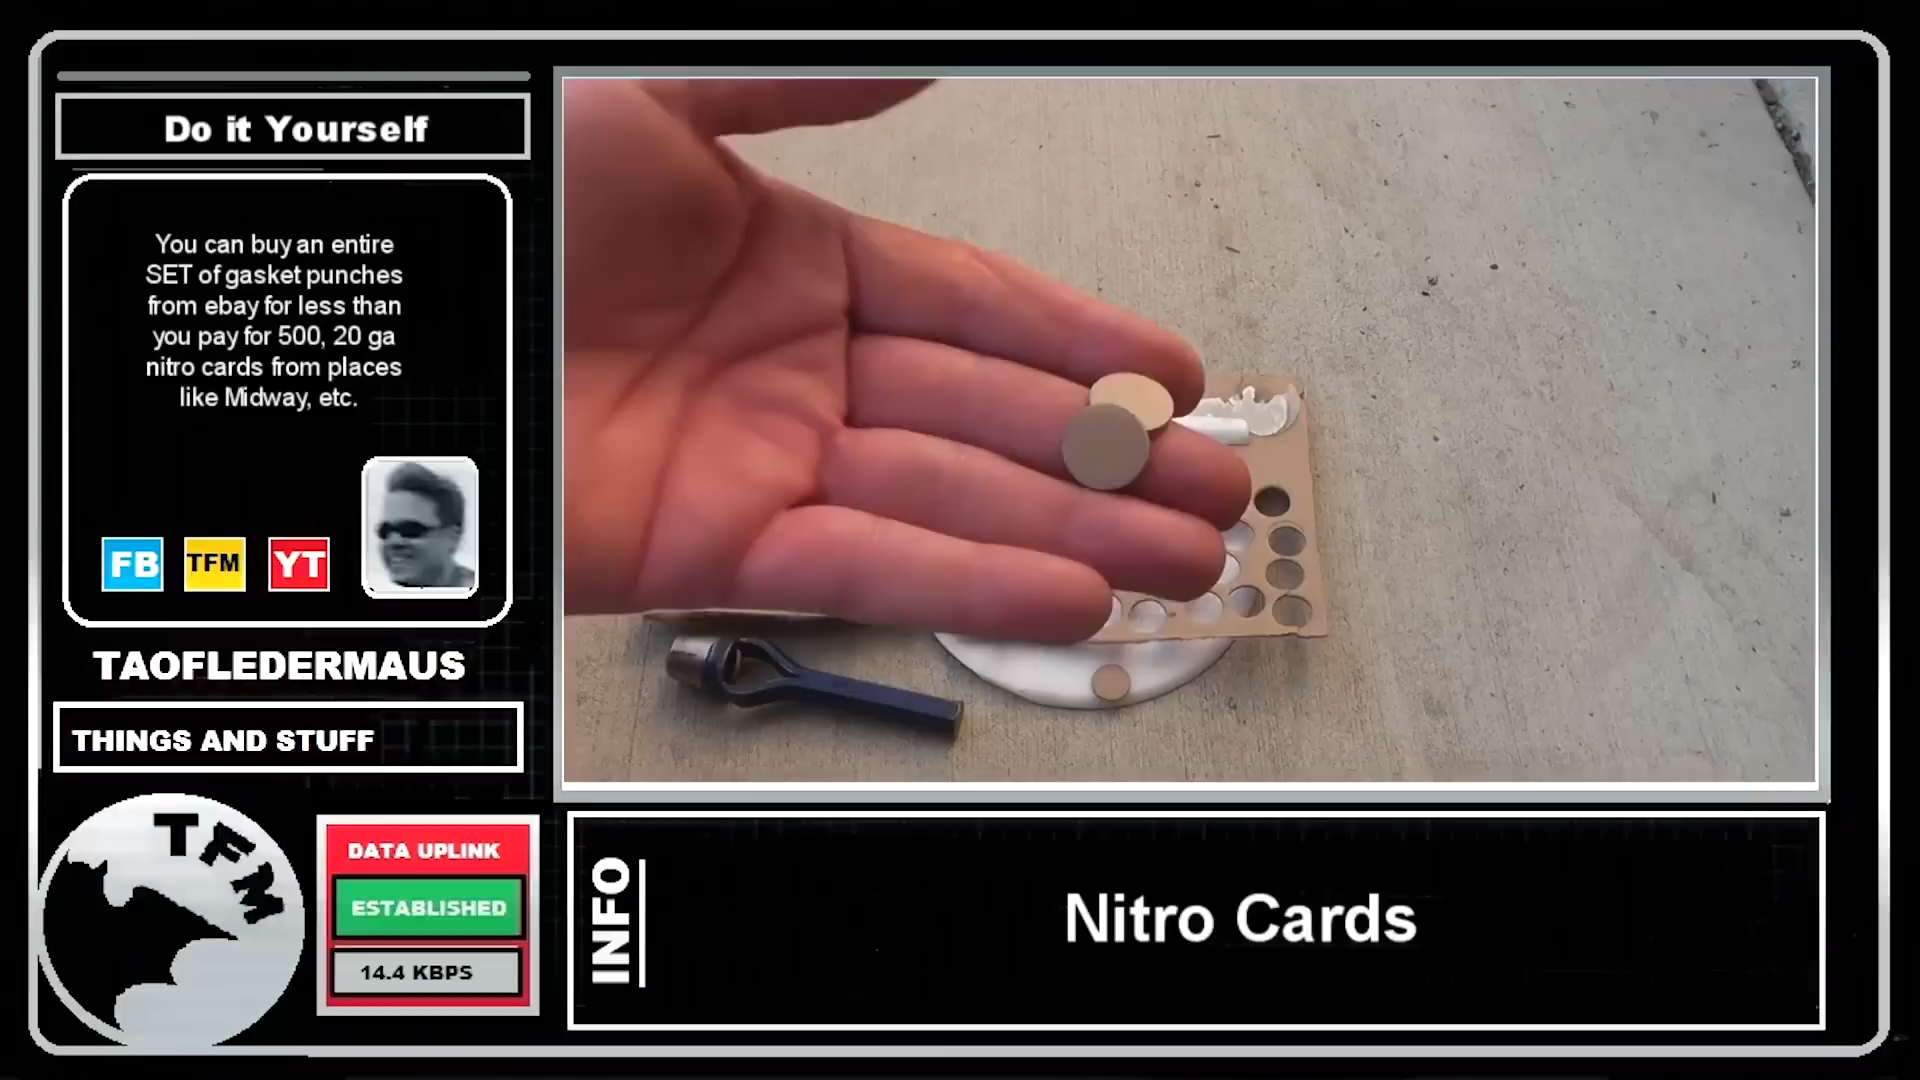 Do it Yourself
You can buy an entire
SET of gasket punches
from ebay for less than
you pay for 500, 20 ga
nitro cards from places
like Midway, etc.
FB TFM YT
TAOFLEDERMAUS
THINGS AND STUFF
TFM
DATA UPLINK
ESTABLISHED
14.4 KBPS
INFO
Nitro Cards